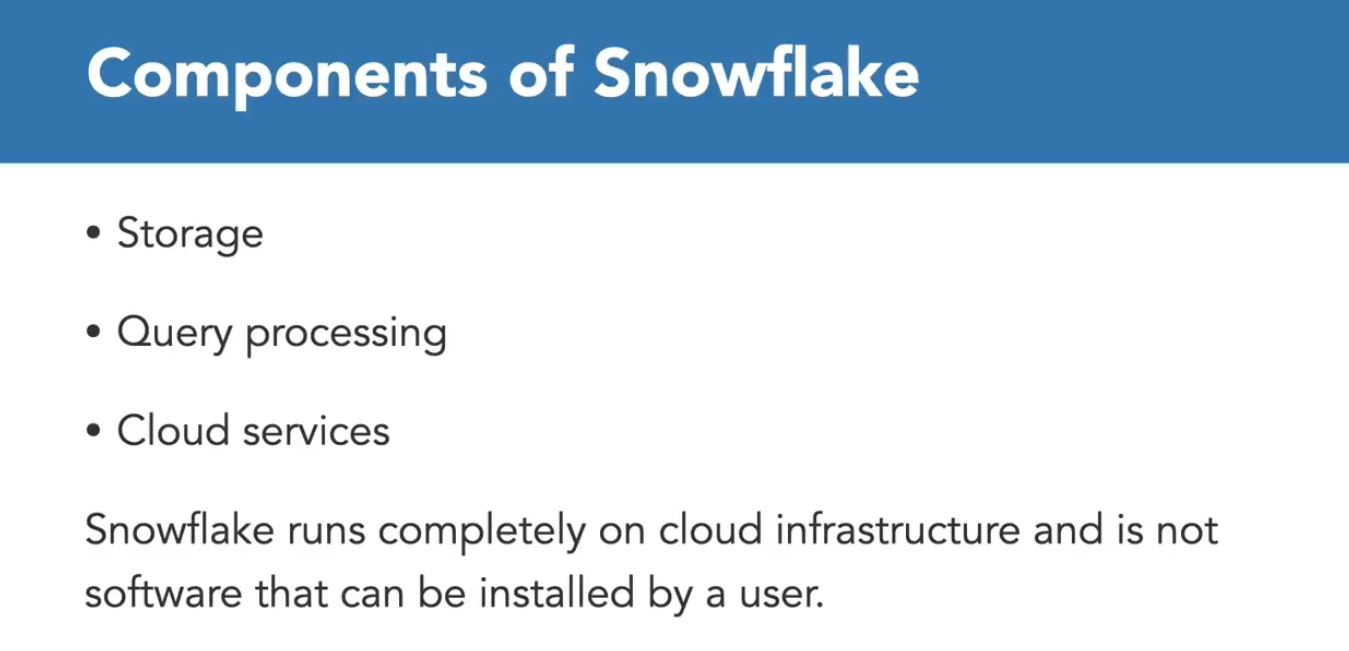 Components of Snowflake
• Storage
• Query processing
• Cloud services
Snowflake runs completely on cloud infrastructure and is not
software that can be installed by a user.